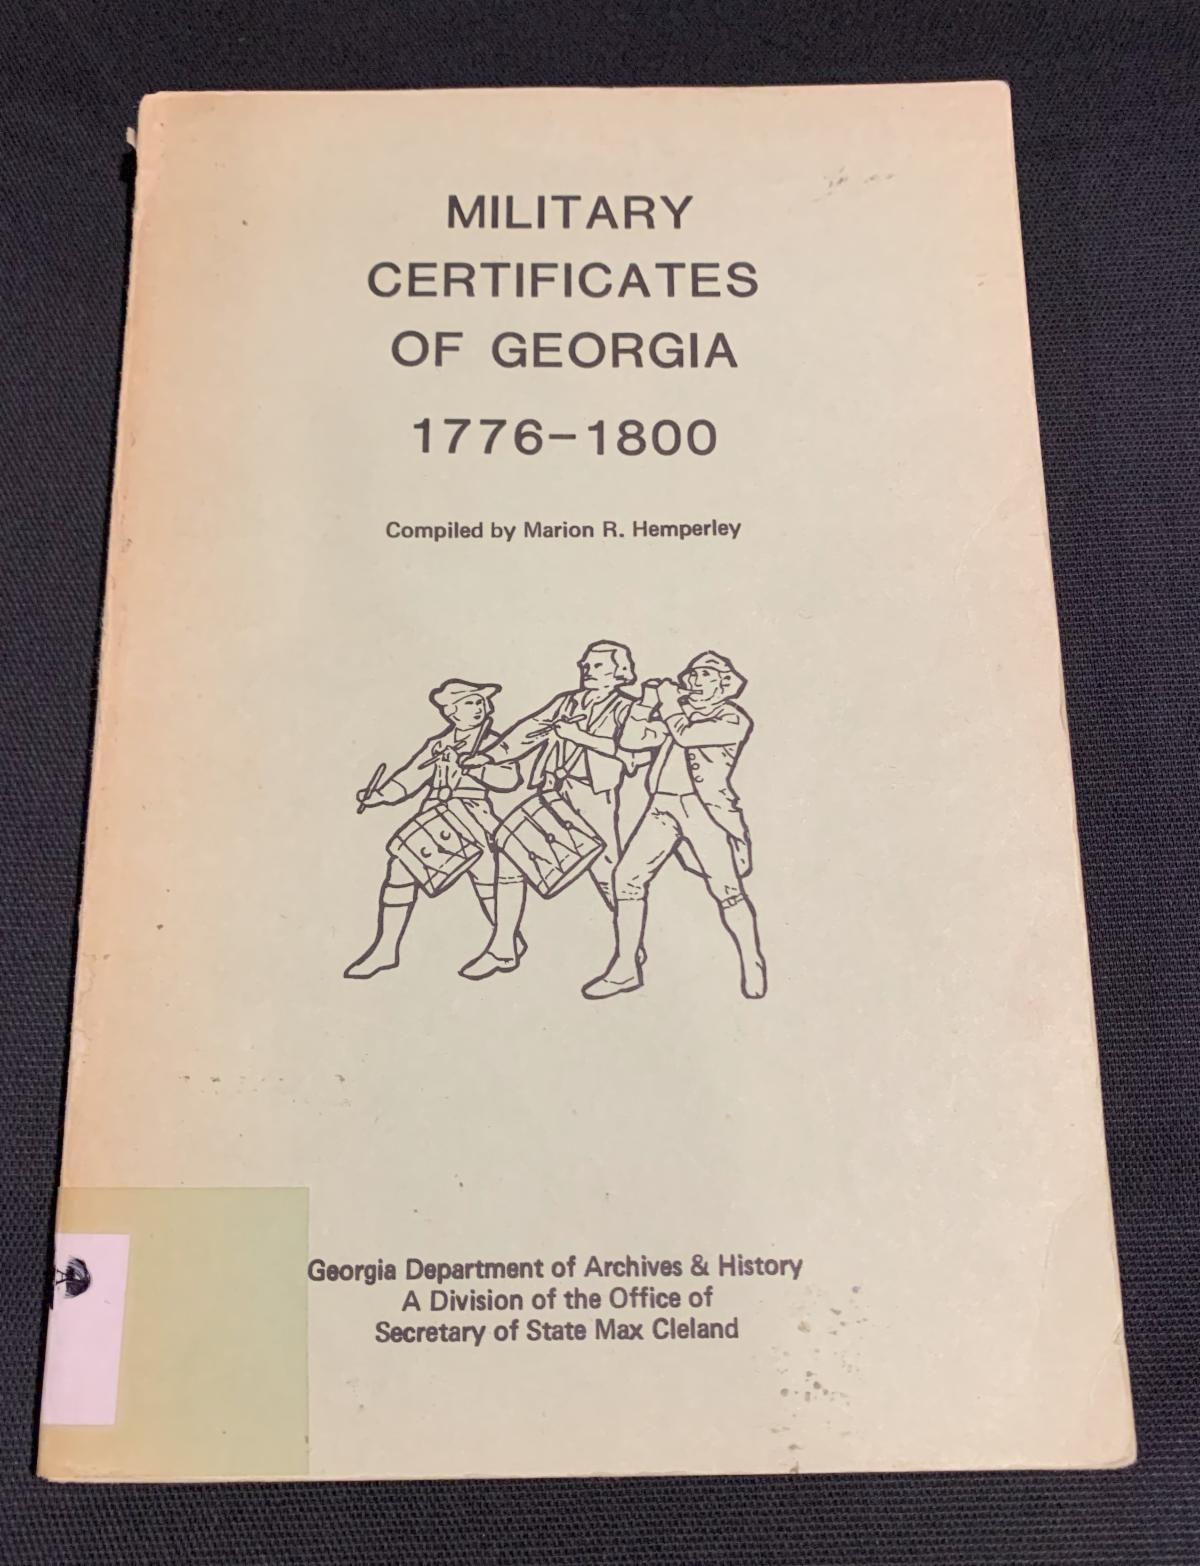 MILITARY
CERTIFICATES
OF GEORGIA
1776–1800
Compiled by Marion R. Hemperley
Georgia Department of Archives & History
A Division of the Office of
Secretary of State Max Cleland